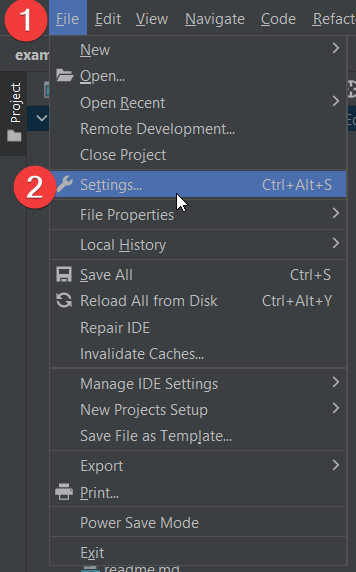 1
File Edit View Navigate Code Refact
exam
Project
New
Open...
Open Recent
Remote Development...
Close Project
2
Settings... Ctrl+Alt+S
File Properties
Local History
Save All Ctrl+S
Reload All from Disk Ctrl+Alt+Y
Repair IDE
Invalidate Caches...
Manage IDE Settings
New Projects Setup
Save File as Template...
Export
Print...
Power Save Mode
Exit
readme.md